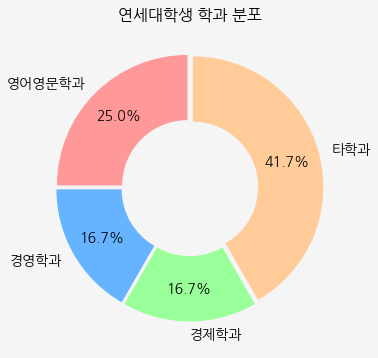 연세대학생 학과 분포
영어영문학과
25.0%
41.7%
타학과
16.7%
경영학과
16.7%
경제학과